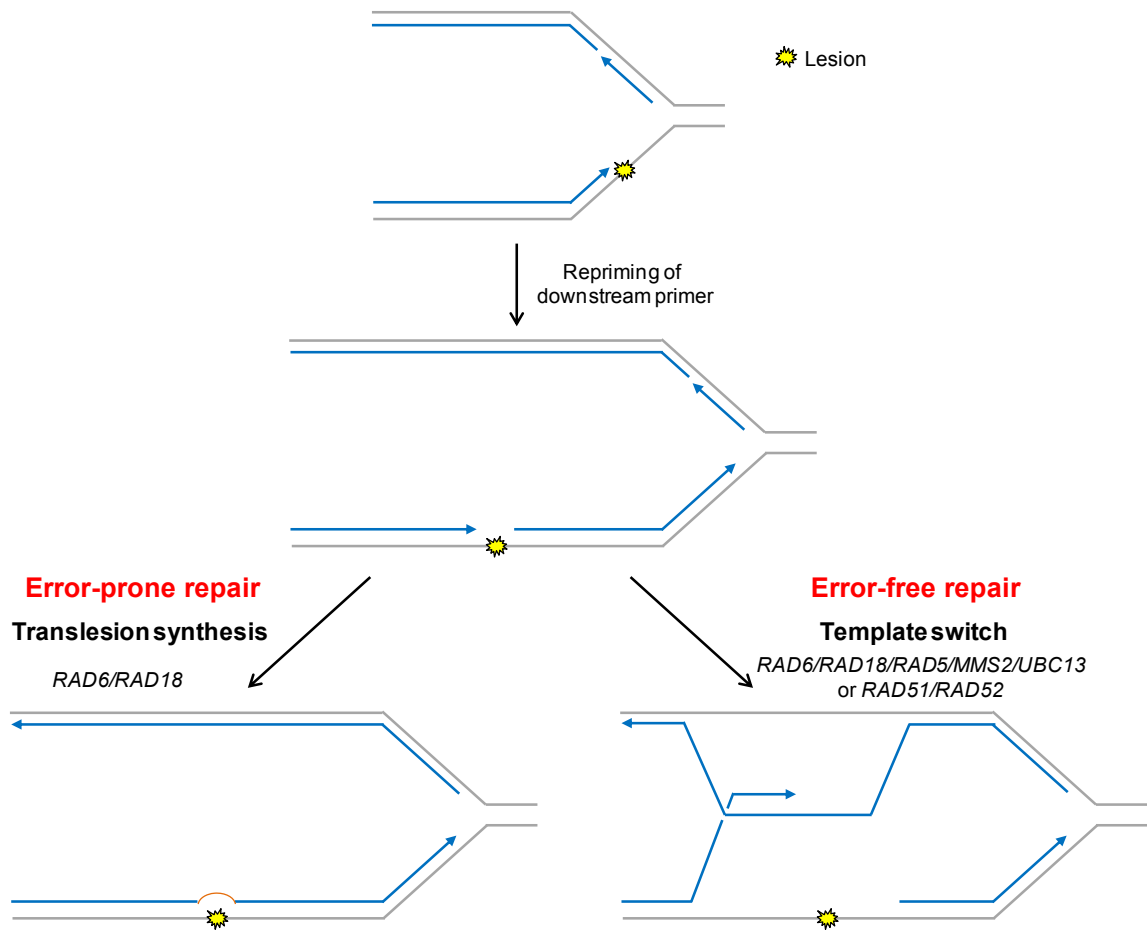 Lesion
Repriming of
downstream primer
Error-prone repair
Translesion synthesis
RAD6/RAD18
Error-free repair
Template switch
RAD6/RAD18/RAD5/MMS2/UBC13
or RAD51/RAD52